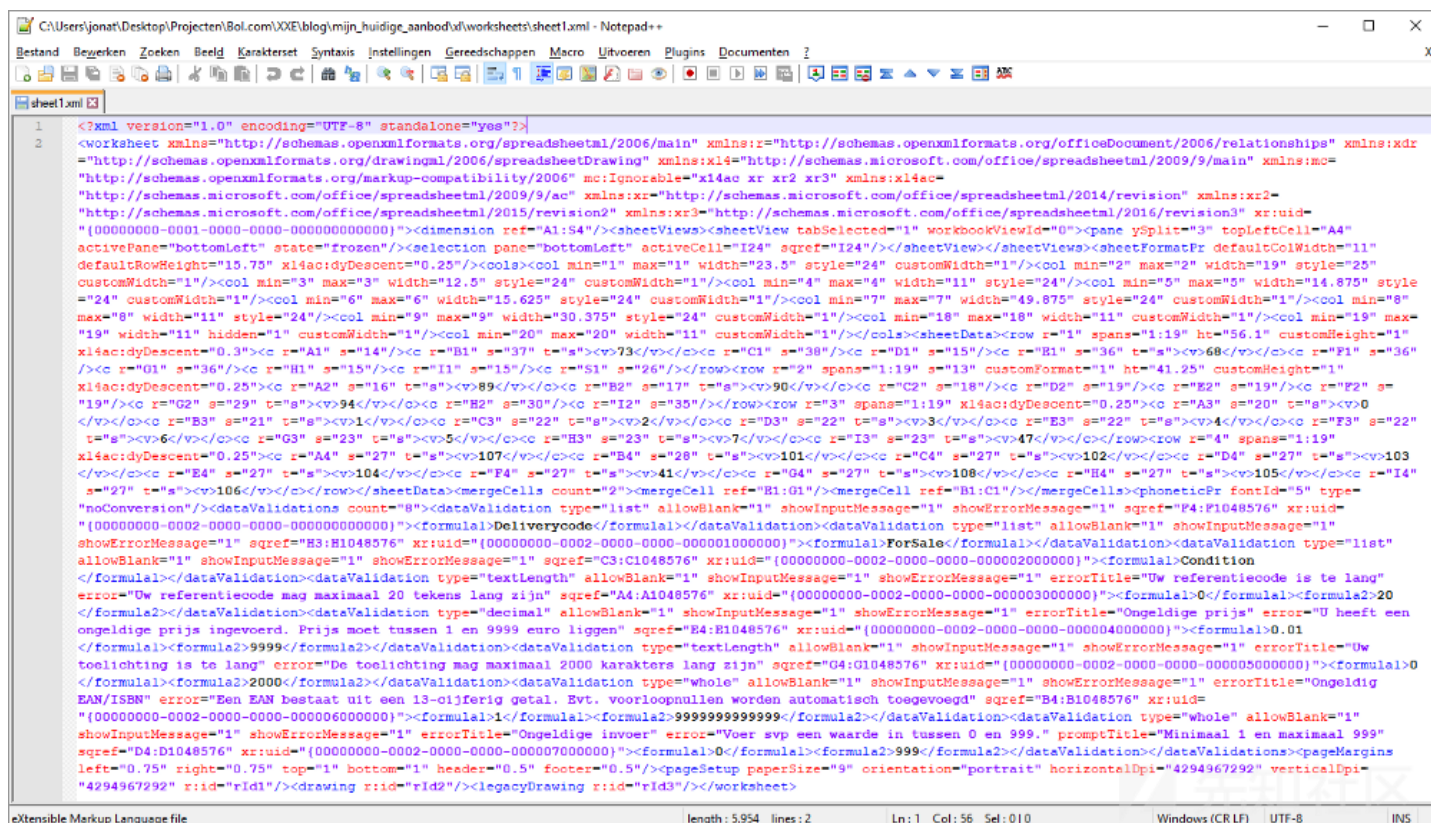 C:\Users\jonat\Desktop\Projecten\Bol.com\XXE\blog\mijn_huidige_aanbod\xl\worksheets\sheet1.xml - Notepad++
Bestand Bewerken Zoeken Beeld Karakterset Syntaxis Instellingen Gereedschappen Macro Uitvoeren Plugins Documenten ?
X
sheet1.xml
1 <?xml version="1.0" encoding="UTF-8" standalone="yes"?>
2 <worksheet xmlns="http://schemas.openxmlformats.org/spreadsheetml/2006/main" xmlns:r="http://schemas.openxmlformats.org/officeDocument/2006/relationships" xmlns:xdr
="http://schemas.openxmlformats.org/drawingml/2006/spreadsheetDrawing" xmlns:x14="http://schemas.microsoft.com/office/spreadsheetml/2009/9/main" xmlns:mc=
"http://schemas.openxmlformats.org/markup-compatibility/2006" mc:Ignorable="x14ac xr xr2 xr3" xmlns:x14ac=
"http://schemas.microsoft.com/office/spreadsheetml/2009/9/ac" xmlns:xr="http://schemas.microsoft.com/office/spreadsheetml/2014/revision" xmlns:xr2=
"http://schemas.microsoft.com/office/spreadsheetml/2015/revision2" xmlns:xr3="http://schemas.microsoft.com/office/spreadsheetml/2016/revision3" xr:uid=
"{00000000-0001-0000-0000-000000000000}"><dimension ref="A1:S4"/><sheetViews><sheetView tabSelected="1" workbookViewId="0"><pane ySplit="3" topLeftCell="A4"
activePane="bottomLeft" state="frozen"/><selection pane="bottomLeft" activeCell="I24" sqref="I24"/></sheetView></sheetViews><sheetFormatPr defaultColWidth="11"
defaultRowHeight="15.75" x14ac:dyDescent="0.25"/><cols><col min="1" max="1" width="23.5" style="24" customWidth="1"/><col min="2" max="2" width="19" style="25"
customWidth="1"/><col min="3" max="3" width="12.5" style="24" customWidth="1"/><col min="4" max="4" width="11" style="24"/><col min="5" max="5" width="14.875" style
="24" customWidth="1"/><col min="6" max="6" width="15.625" style="24" customWidth="1"/><col min="7" max="7" width="49.875" style="24" customWidth="1"/><col min="8"
max="8" width="11" style="24"/><col min="9" max="9" width="30.375" style="24" customWidth="1"/><col min="18" max="18" width="11" customWidth="1"/><col min="19" max=
"19" width="11" hidden="1" customWidth="1"/><col min="20" max="20" width="11" customWidth="1"/></cols><sheetData><row r="1" spans="1:19" ht="56.1" customHeight="1"
x14ac:dyDescent="0.3"><c r="A1" s="14"/><c r="B1" s="37" t="s"><v>73</v></c><c r="C1" s="38"/><c r="D1" s="15"/><c r="E1" s="36" t="s"><v>68</v></c><c r="F1" s="36"
/><c r="G1" s="36"/><c r="H1" s="15"/><c r="I1" s="15"/><c r="S1" s="26"/></row><row r="2" spans="1:19" s="13" customFormat="1" ht="41.25" customHeight="1"
x14ac:dyDescent="0.25"><c r="A2" s="16" t="s"><v>89</v></c><c r="B2" s="17" t="s"><v>90</v></c><c r="C2" s="18"/><c r="D2" s="19"/><c r="E2" s="19"/><c r="F2" s=
"19"/><c r="G2" s="29" t="s"><v>94</v></c><c r="H2" s="30"/><c r="I2" s="35"/></row><row r="3" spans="1:19" x14ac:dyDescent="0.25"><c r="A3" s="20" t="s"><v>0
</v></c><c r="B3" s="21" t="s"><v>1</v></c><c r="C3" s="22" t="s"><v>2</v></c><c r="D3" s="22" t="s"><v>3</v></c><c r="E3" s="22" t="s"><v>4</v></c><c r="F3" s="22"
t="s"><v>6</v></c><c r="G3" s="23" t="s"><v>5</v></c><c r="H3" s="23" t="s"><v>7</v></c><c r="I3" s="23" t="s"><v>47</v></c></row><row r="4" spans="1:19"
x14ac:dyDescent="0.25"><c r="A4" s="27" t="s"><v>107</v></c><c r="B4" s="28" t="s"><v>101</v></c><c r="C4" s="27" t="s"><v>102</v></c><c r="D4" s="27" t="s"><v>103
</v></c><c r="E4" s="27" t="s"><v>104</v></c><c r="F4" s="27" t="s"><v>41</v></c><c r="G4" s="27" t="s"><v>108</v></c><c r="H4" s="27" t="s"><v>105</v></c><c r="I4"
s="27" t="s"><v>106</v></c></row></sheetData><mergeCells count="2"><mergeCell ref="E1:G1"/><mergeCell ref="B1:C1"/></mergeCells><phoneticPr fontId="5" type=
"noConversion"/><dataValidations count="8"><dataValidation type="list" allowBlank="1" showInputMessage="1" showErrorMessage="1" sqref="F4:F1048576" xr:uid=
"{00000000-0002-0000-0000-000000000000}"><formula1>Deliverycode</formula1></dataValidation><dataValidation type="list" allowBlank="1" showInputMessage="1"
showErrorMessage="1" sqref="H3:H1048576" xr:uid="{00000000-0002-0000-0000-000001000000}"><formula1>ForSale</formula1></dataValidation><dataValidation type="list"
allowBlank="1" showInputMessage="1" showErrorMessage="1" sqref="C3:C1048576" xr:uid="{00000000-0002-0000-0000-000002000000}"><formula1>Condition
</formula1></dataValidation><dataValidation type="textLength" allowBlank="1" showInputMessage="1" showErrorMessage="1" errorTitle="Uw referentiecode is te lang"
error="Uw referentiecode mag maximaal 20 tekens lang zijn" sqref="A4:A1048576" xr:uid="{00000000-0002-0000-0000-000003000000}"><formula1>0</formula1><formula2>20
</formula2></dataValidation><dataValidation type="decimal" allowBlank="1" showInputMessage="1" showErrorMessage="1" errorTitle="Ongeldige prijs" error="U heeft een
ongeldige prijs ingevoerd. Prijs moet tussen 1 en 9999 euro liggen" sqref="E4:E1048576" xr:uid="{00000000-0002-0000-0000-000004000000}"><formula1>0.01
</formula1><formula2>9999</formula2></dataValidation><dataValidation type="textLength" allowBlank="1" showInputMessage="1" showErrorMessage="1" errorTitle="Uw
toelichting is te lang" error="De toelichting mag maximaal 2000 karakters lang zijn" sqref="G4:G1048576" xr:uid="{00000000-0002-0000-0000-000005000000}"><formula1>0
</formula1><formula2>2000</formula2></dataValidation><dataValidation type="whole" allowBlank="1" showInputMessage="1" showErrorMessage="1" errorTitle="Ongeldig
EAN/ISBN" error="Een EAN bestaat uit een 13-cijferig getal. Evt. voorloopnullen worden automatisch toegevoegd" sqref="B4:B1048576" xr:uid=
"{00000000-0002-0000-0000-000006000000}"><formula1>1</formula1><formula2>9999999999999</formula2></dataValidation><dataValidation type="whole" allowBlank="1"
showInputMessage="1" showErrorMessage="1" errorTitle="Ongeldige invoer" error="Voer svp een waarde in tussen 0 en 999." promptTitle="Minimaal 1 en maximaal 999"
sqref="D4:D1048576" xr:uid="{00000000-0002-0000-0000-000007000000}"><formula1>0</formula1><formula2>999</formula2></dataValidation></dataValidations><pageMargins
left="0.75" right="0.75" top="1" bottom="1" header="0.5" footer="0.5"/><pageSetup paperSize="9" orientation="portrait" horizontalDpi="4294967292" verticalDpi=
"4294967292" r:id="rId1"/><drawing r:id="rId2"/><legacyDrawing r:id="rId3"/></worksheet>
eXtensible Markup Language file length : 5.954 lines : 2 Ln : 1 Col : 56 Sel : 0 | 0 Windows (CR LF) UTF-8 INS